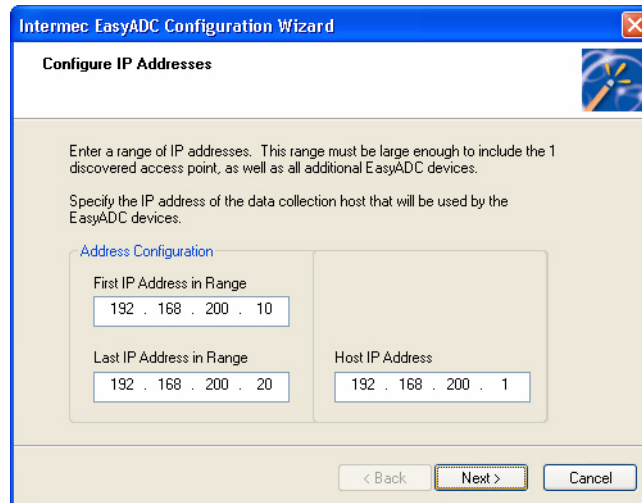 Intermec EasyADC Configuration Wizard
Configure IP Addresses
Enter a range of IP addresses. This range must be large enough to include the 1
discovered access point, as well as all additional EasyADC devices.
Specify the IP address of the data collection host that will be used by the
EasyADC devices.
Address Configuration
First IP Address in Range
192 . 168 . 200 . 10
Last IP Address in Range
192 . 168 . 200 . 20
Host IP Address
192 . 168 . 200 . 1
< Back
Next >
Cancel